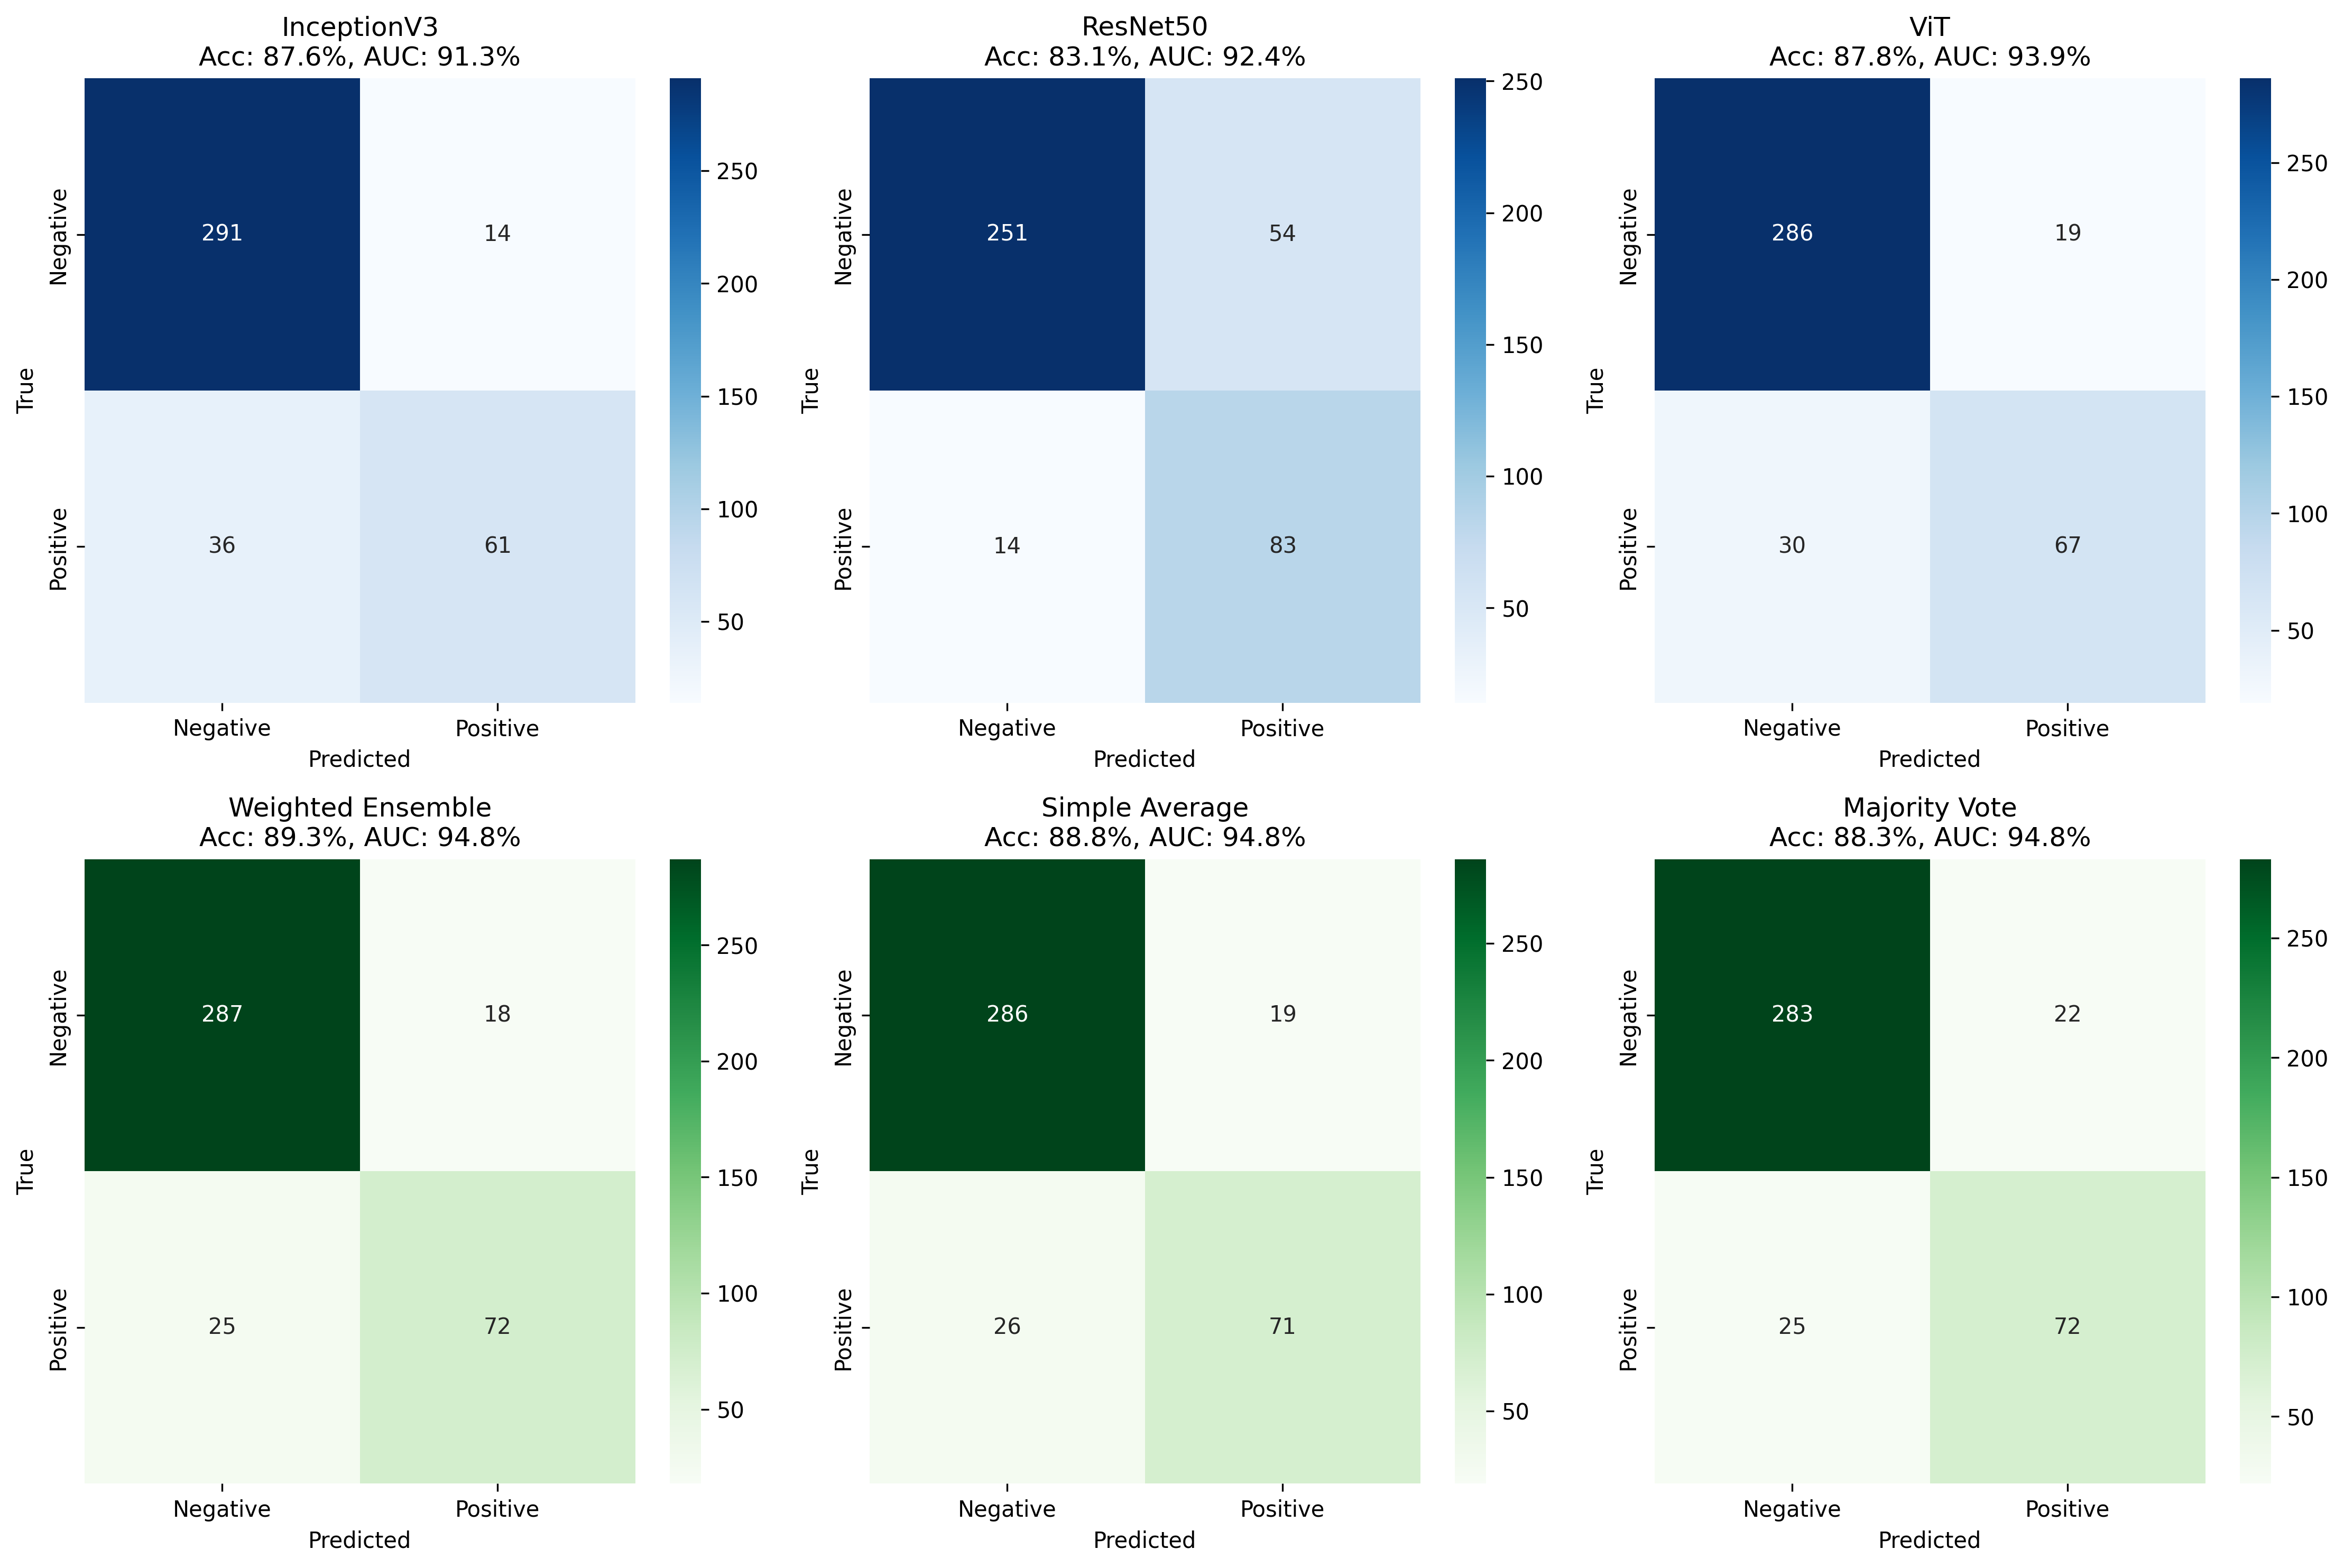 InceptionV3
Acc: 87.6%, AUC: 91.3%
Negative
Positive
True
291
14
36
61
Negative
Positive
Predicted
250
200
150
100
50
ResNet50
Acc: 83.1%, AUC: 92.4%
Negative
Positive
True
251
54
14
83
Negative
Positive
Predicted
250
200
150
100
50
ViT
Acc: 87.8%, AUC: 93.9%
Negative
Positive
True
286
19
30
67
Negative
Positive
Predicted
250
200
150
100
50
Weighted Ensemble
Acc: 89.3%, AUC: 94.8%
Negative
Positive
True
287
18
25
72
Negative
Positive
Predicted
250
200
150
100
50
Simple Average
Acc: 88.8%, AUC: 94.8%
Negative
Positive
True
286
19
26
71
Negative
Positive
Predicted
250
200
150
100
50
Majority Vote
Acc: 88.3%, AUC: 94.8%
Negative
Positive
True
283
22
25
72
Negative
Positive
Predicted
250
200
150
100
50